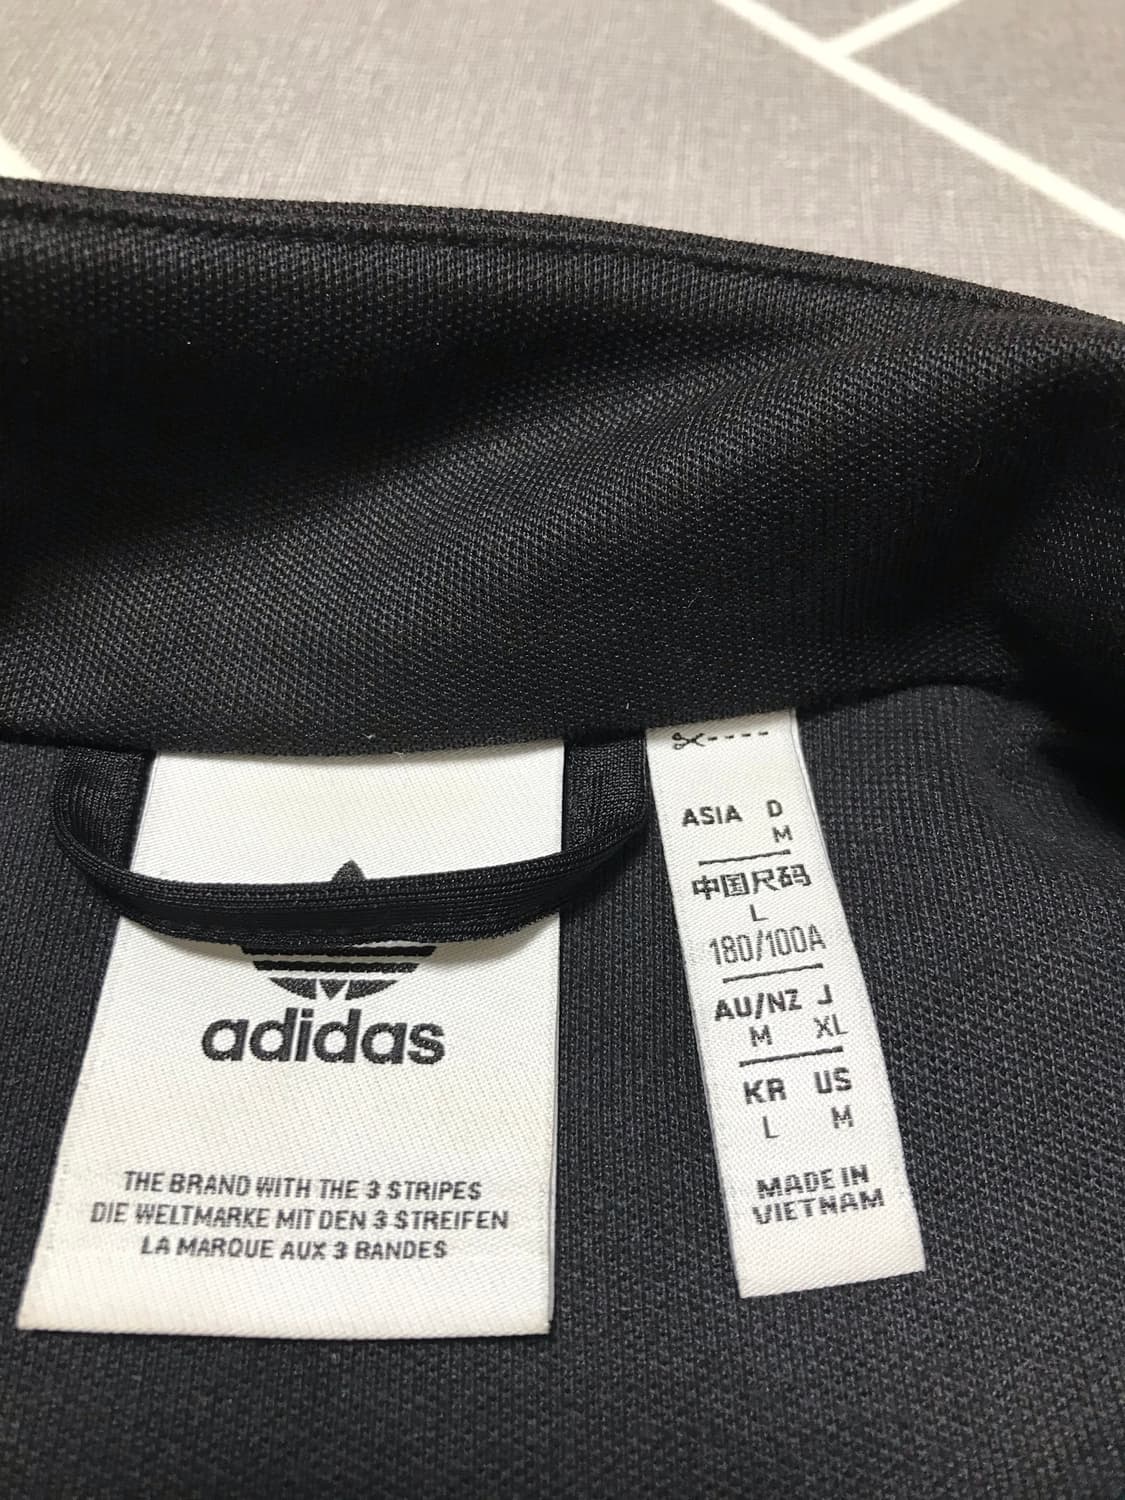 adidas
THE BRAND WITH THE 3 STRIPES
DIE WELTMARKE MIT DEN 3 STREIFEN
LA MARQUE AUX 3 BANDES
ASIA D
M
中国尺码
L
180/100A
AU/NZ J
M XL
KR US
L M
MADE IN
VIETNAM